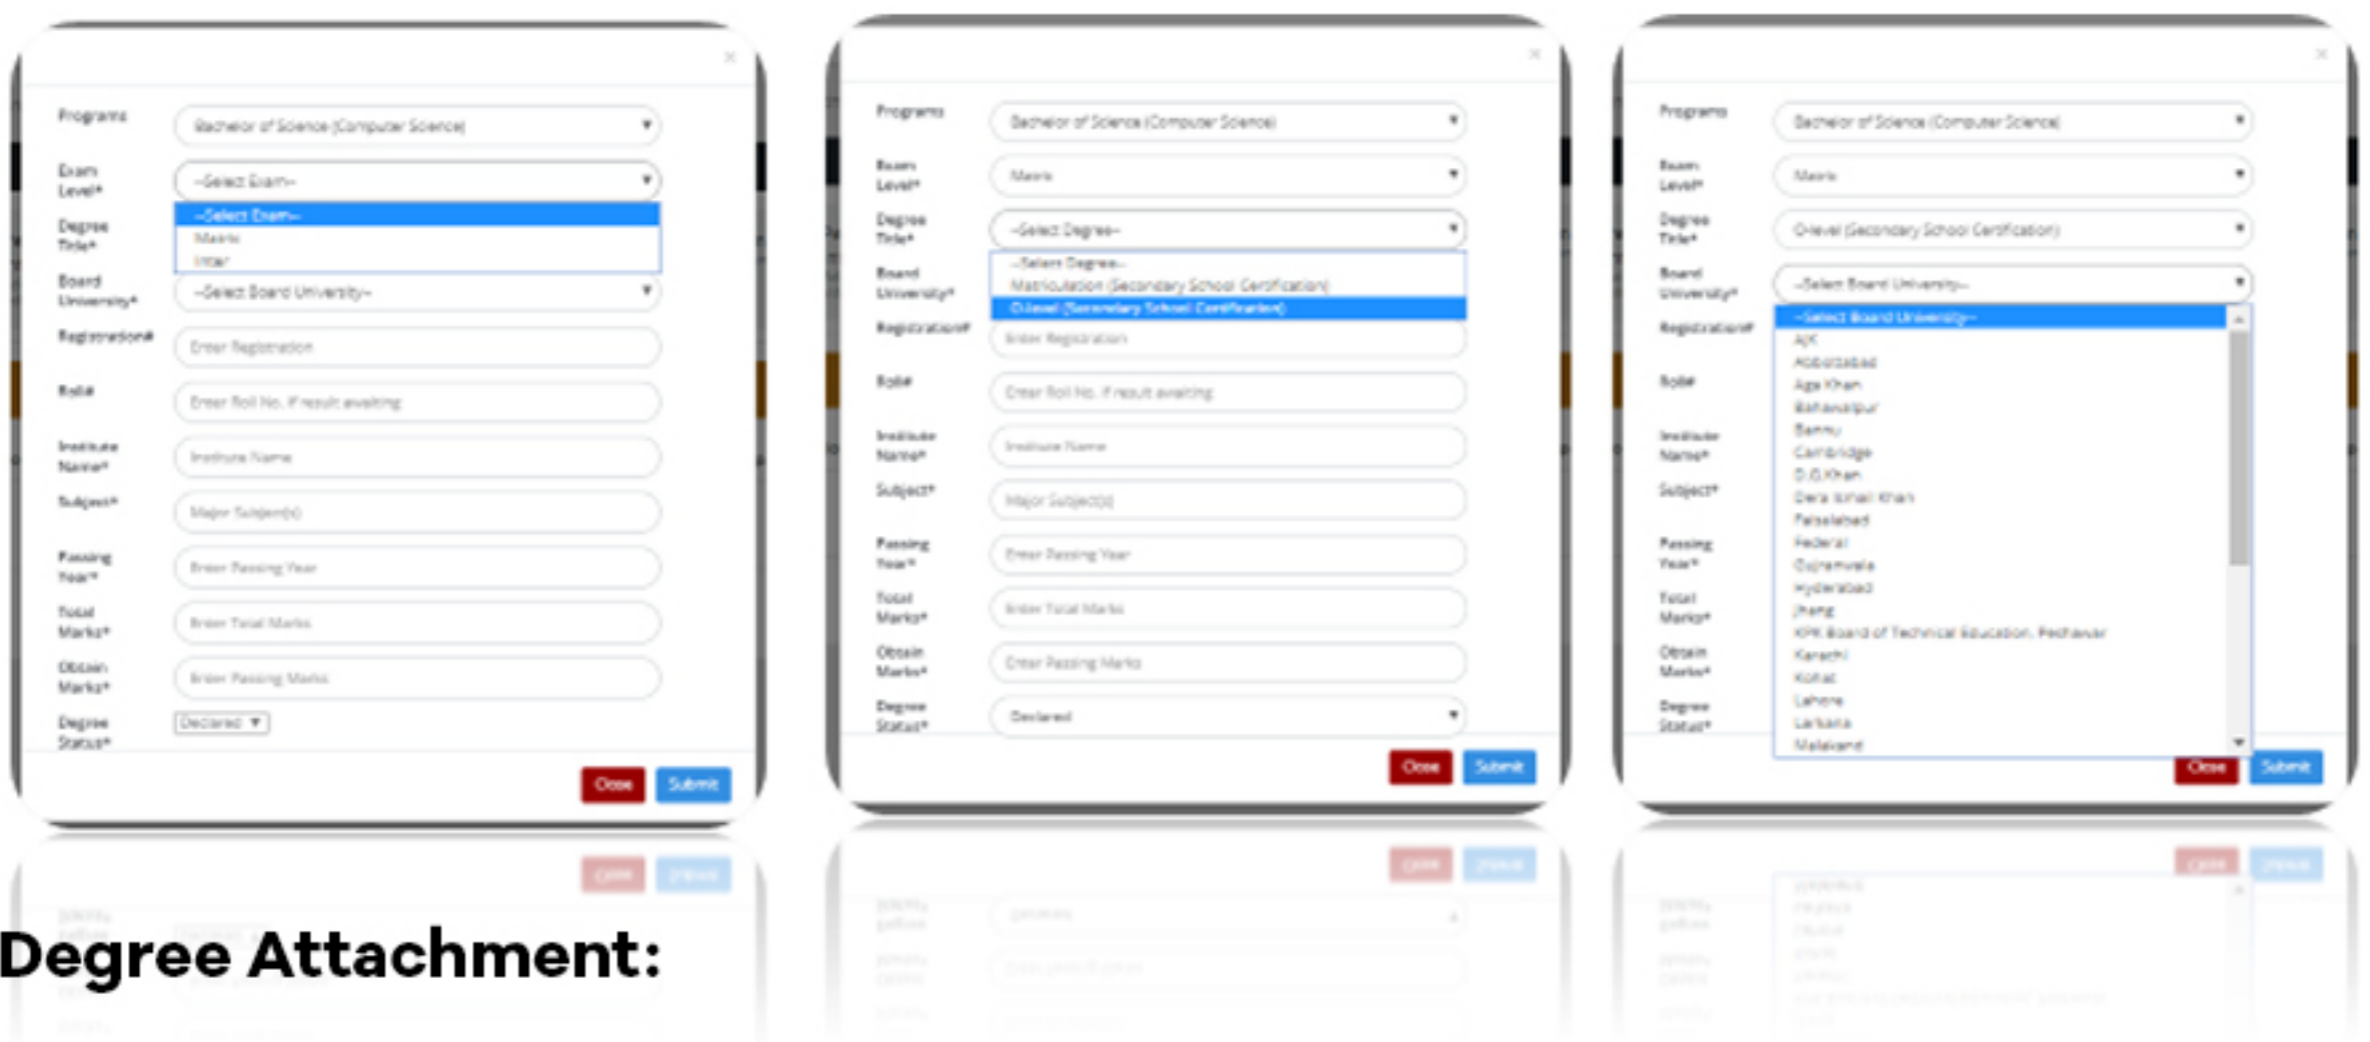 ×
Programs
Bachelor of Science (Computer Science)
Exam
Level*
--Select Exam--
--Select Exam--
Matric
Inter
Degree
Title*
Board
University*
--Select Board University--
Registration#
Enter Registration
Roll#
Enter Roll No. if result awaiting
Institute
Name*
Institute Name
Subject*
Major Subject(s)
Passing
Year*
Enter Passing Year
Total
Marks*
Enter Total Marks
Obtain
Marks*
Enter Passing Marks
Degree
Status*
Declared
Close
Submit
×
Programs
Bachelor of Science (Computer Science)
Exam
Level*
Matric
Degree
Title*
--Select Degree--
--Select Degree--
Matriculation (Secondary School Certification)
O-level (Secondary School Certification)
Board
University*
Registration#
Enter Registration
Roll#
Enter Roll No. if result awaiting
Institute
Name*
Institute Name
Subject*
Major Subject(s)
Passing
Year*
Enter Passing Year
Total
Marks*
Enter Total Marks
Obtain
Marks*
Enter Passing Marks
Degree
Status*
Declared
Close
Submit
×
Programs
Bachelor of Science (Computer Science)
Exam
Level*
Matric
Degree
Title*
O-level (Secondary School Certification)
Board
University*
--Select Board University--
--Select Board University--
AJK
Abbottabad
Aga Khan
Bahawalpur
Bannu
Cambridge
D.G.Khan
Dera Ismail Khan
Faisalabad
Federal
Gujranwala
Hyderabad
Jhang
KPK Board of Technical Education, Peshawar
Karachi
Kohat
Lahore
Larkana
Malakand
Registration#
Roll#
Institute
Name*
Subject*
Passing
Year*
Total
Marks*
Obtain
Marks*
Degree
Status*
Close
Submit
Degree Attachment: